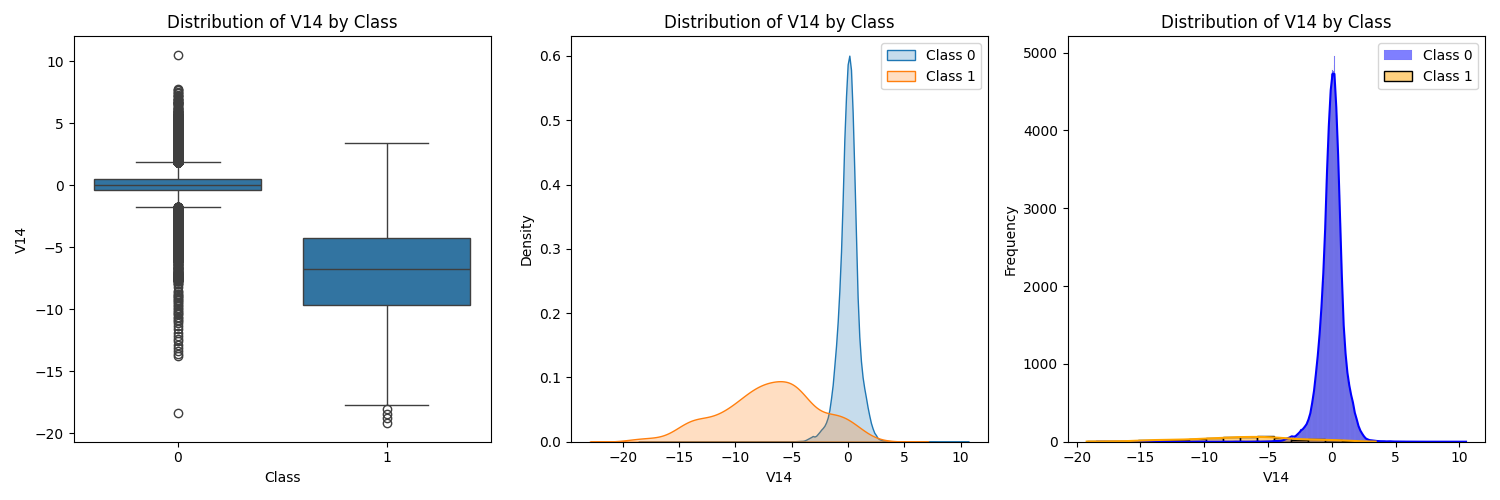 Distribution of V14 by Class
10
5
0
−5
−10
−15
−20
V14
0
1
Class
Distribution of V14 by Class
Class 0
Class 1
0.6
0.5
0.4
0.3
0.2
0.1
0.0
Density
−20
−15
−10
−5
0
5
10
V14
Distribution of V14 by Class
Class 0
Class 1
5000
4000
3000
2000
1000
0
Frequency
−20
−15
−10
−5
0
5
10
V14